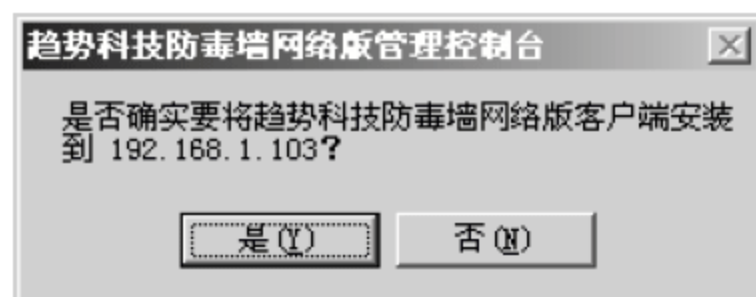 趋势科技防毒墙网络版管理控制台
是否确实要将趋势科技防毒墙网络版客户端安装
到 192.168.1.103?
是(Y)
否(N)